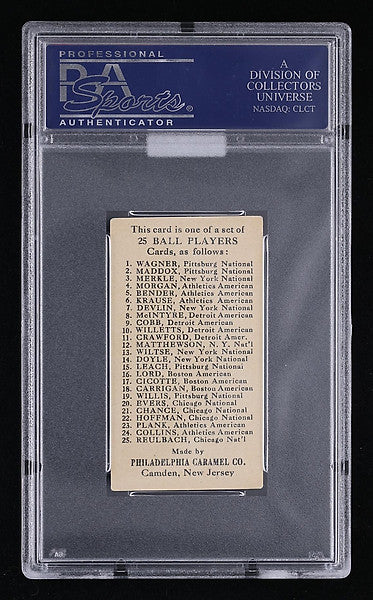 PROFESSIONAL
PSA
Sports
AUTHENTICATOR
A
DIVISION OF
COLLECTORS
UNIVERSE
NASDAQ: CLCT
This card is one of a set of
25 BALL PLAYERS
Cards, as follows:
1. WAGNER, Pittsburg National
2. MADDOX, Pittsburg National
3. MERKLE, New York National
4. MORGAN, Athletics American
5. BENDER, Athletics American
6. KRAUSE, Athletics American
7. DEVLIN, New York National
8. McINTYRE, Detroit American
9. COBB, Detroit American
10. WILLETTS, Detroit American
11. CRAWFORD, Detroit Amer.
12. MATTHEWSON, N. Y. Nat'l
13. WILTSE, New York National
14. DOYLE, New York National
15. LEACH, Pittsburg National
16. LORD, Boston American
17. CICOTTE, Boston American
18. CARRIGAN, Boston American
19. WILLIS, Pittsburg National
20. EVERS, Chicago National
21. CHANCE, Chicago National
22. HOFFMAN, Chicago National
23. PLANK, Athletics American
24. COLLINS, Athletics American
25. REULBACH, Chicago Nat'l
Made by
PHILADELPHIA CARAMEL CO.
Camden, New Jersey